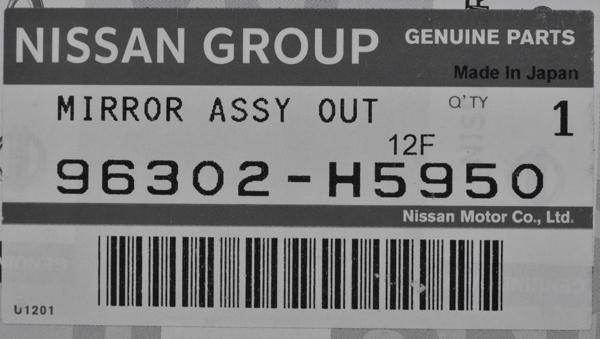 NISSAN GROUP
GENUINE PARTS
Made In Japan
MIRROR ASSY OUT
Q'TY
1
12F
96302-H5950
Nissan Motor Co., Ltd.
U1201